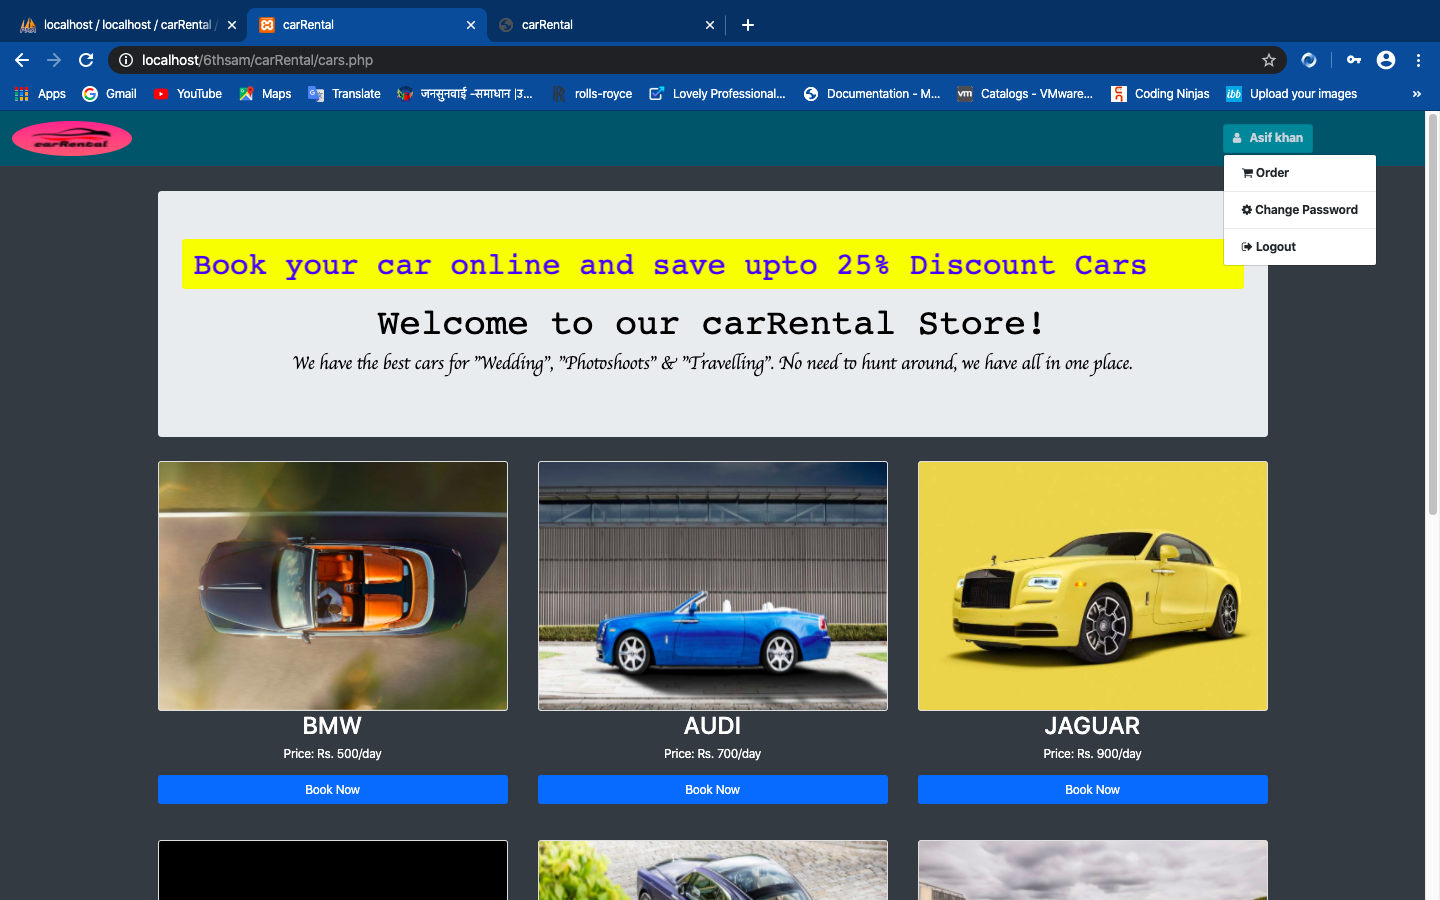 localhost / localhost / carRental /
carRental
carRental
localhost/6thsam/carRental/cars.php
Apps
Gmail
YouTube
Maps
Translate
जनसुनवाई -समाधान |उ...
rolls-royce
Lovely Professional...
Documentation - M...
vm
Catalogs - VMware...
Coding Ninjas
ibb
Upload your images
»
carRental
Asif khan
Order
Change Password
Logout
Book your car online and save upto 25% Discount Cars
Welcome to our carRental Store!
We have the best cars for "Wedding", "Photoshoots" & "Travelling". No need to hunt around, we have all in one place.
BMW
AUDI
JAGUAR
Price: Rs. 500/day
Price: Rs. 700/day
Price: Rs. 900/day
Book Now
Book Now
Book Now